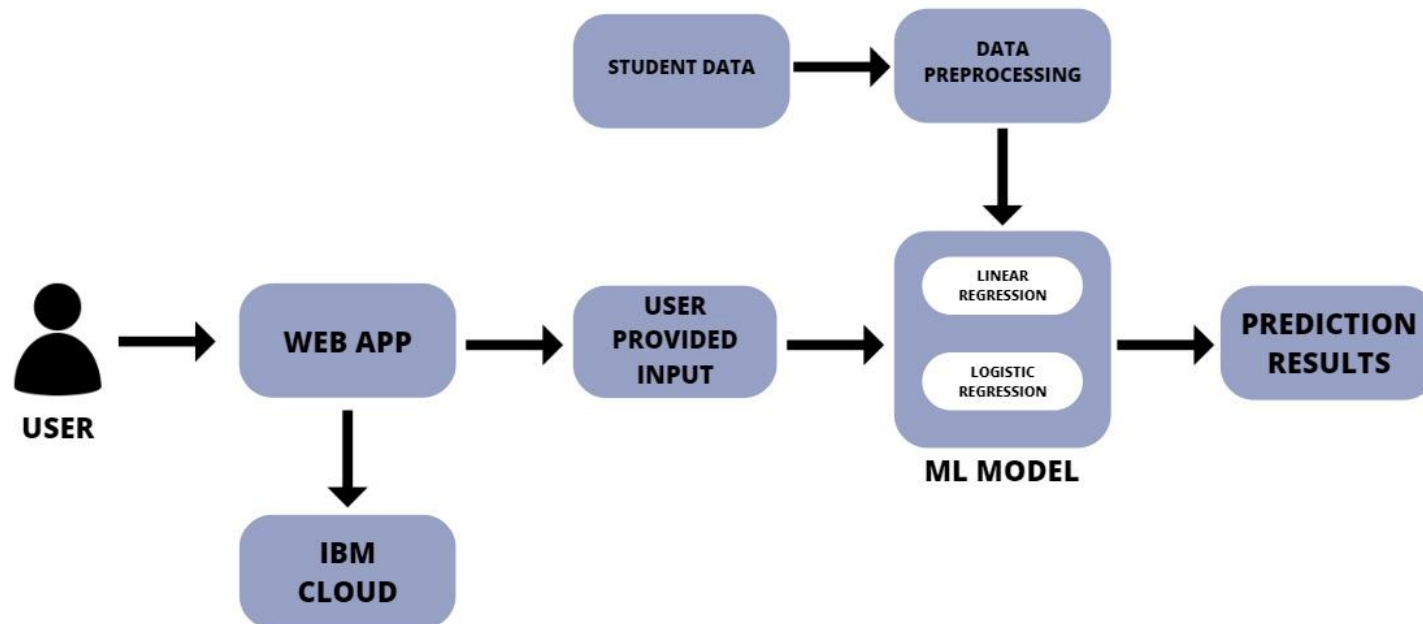 STUDENT DATA
DATA
PREPROCESSING
USER
WEB APP
USER
PROVIDED
INPUT
LINEAR
REGRESSION
LOGISTIC
REGRESSION
ML MODEL
PREDICTION
RESULTS
IBM
CLOUD